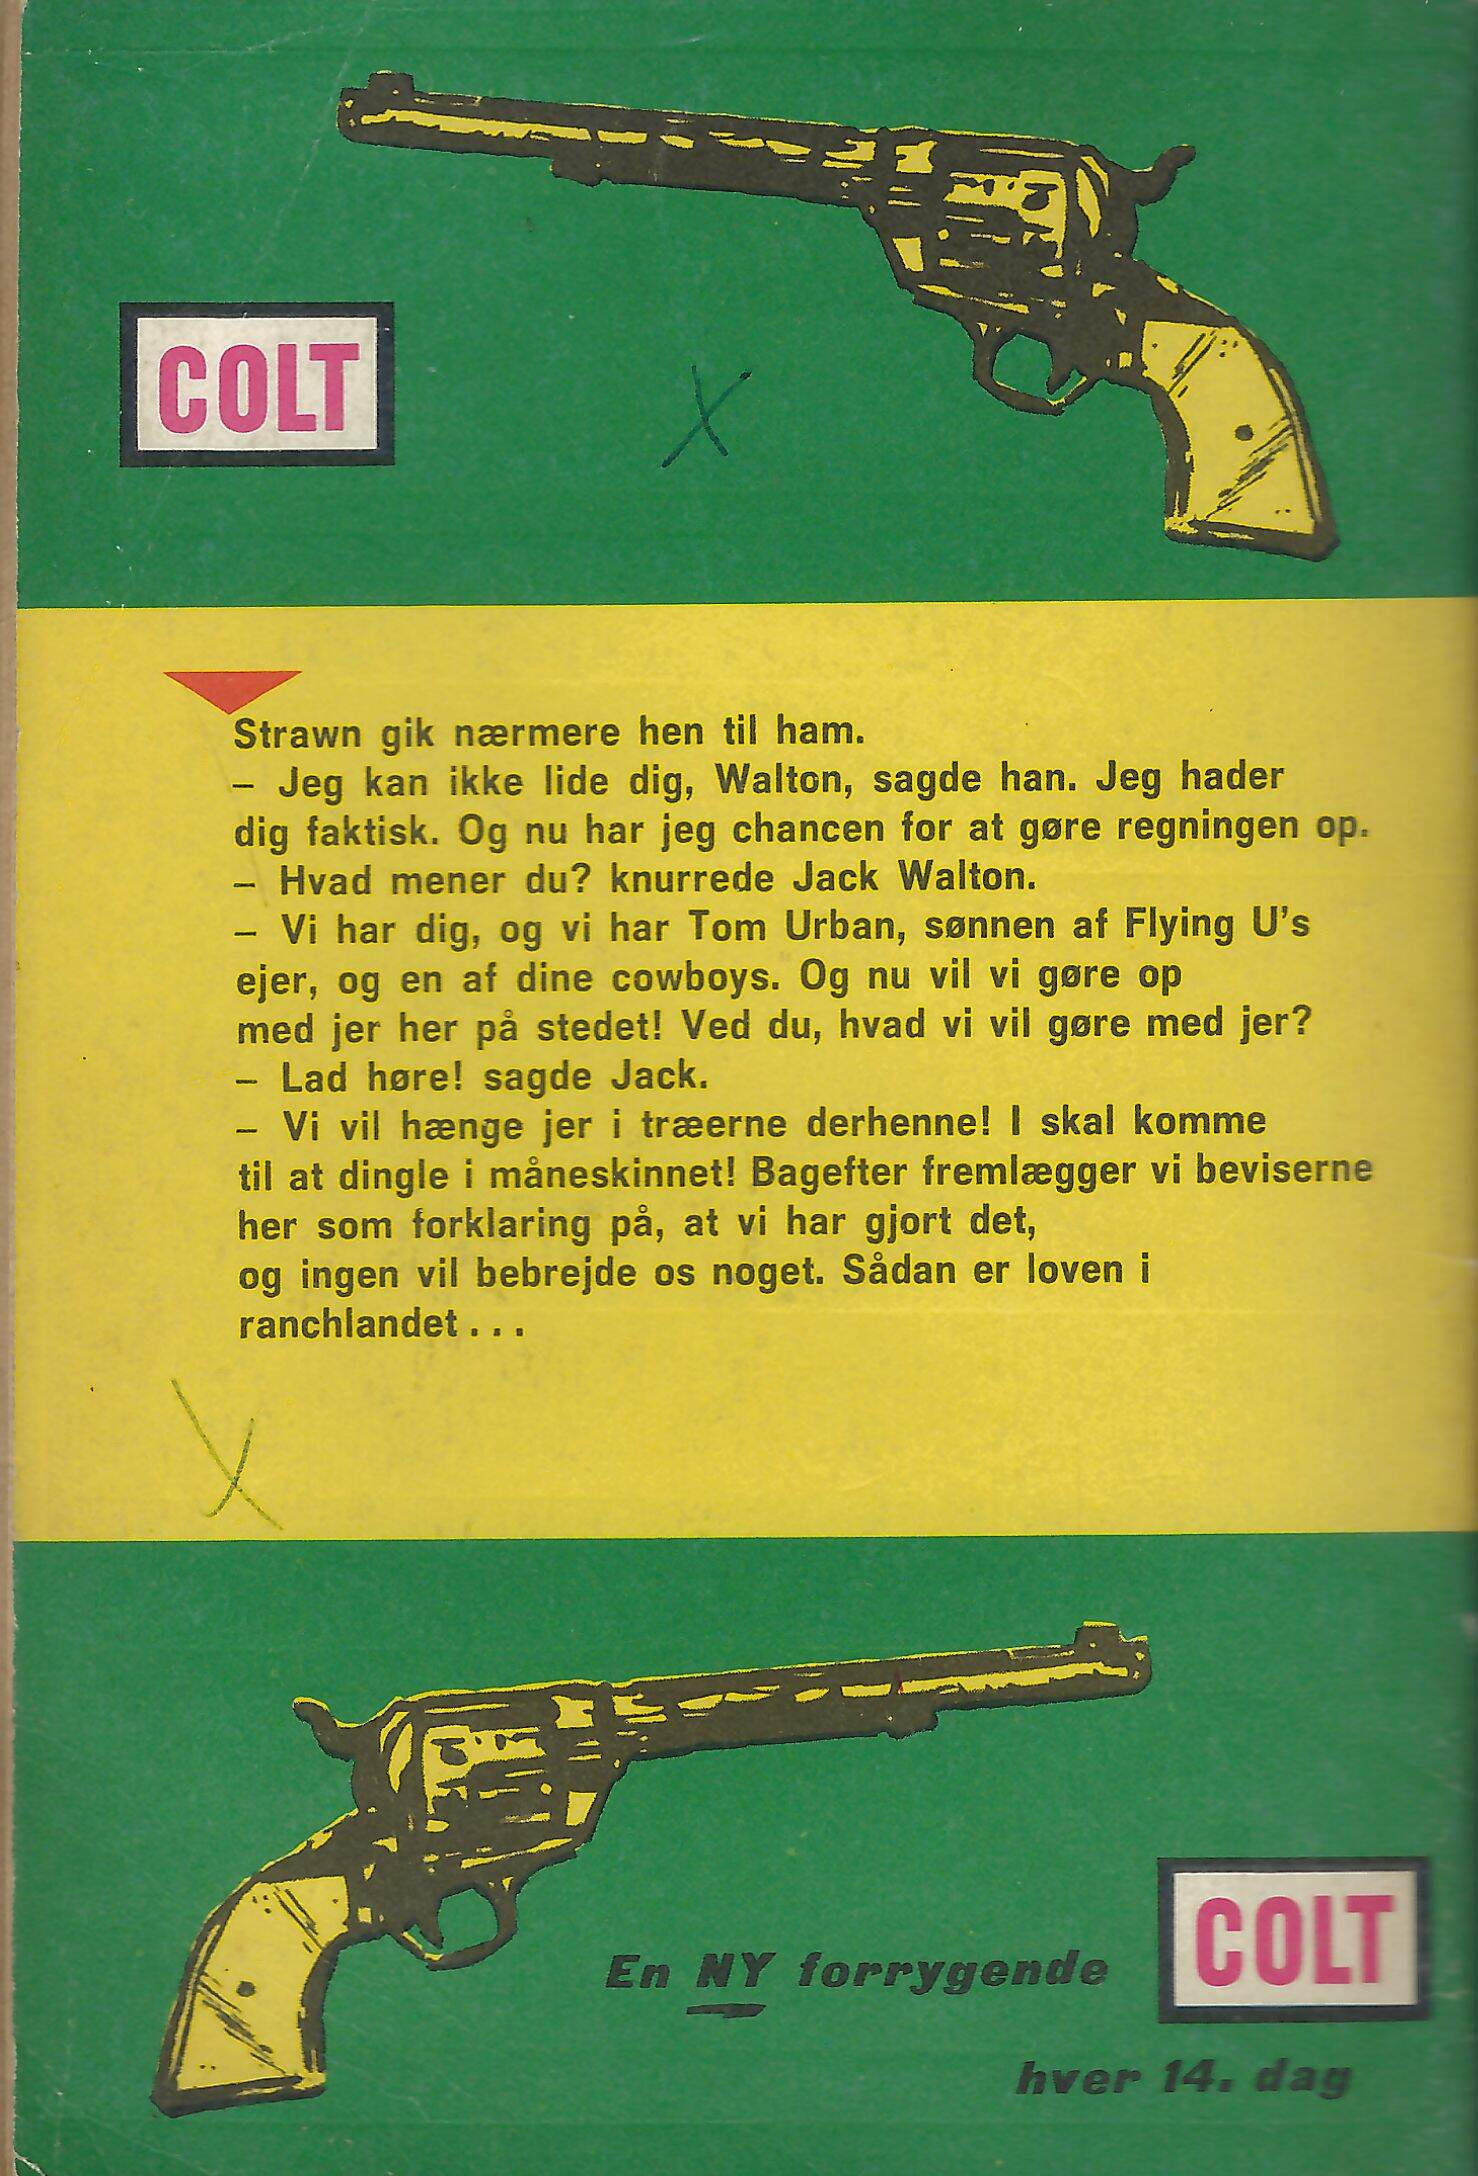 COLT
Strawn gik nærmere hen til ham.
– Jeg kan ikke lide dig, Walton, sagde han. Jeg hader
dig faktisk. Og nu har jeg chancen for at gøre regningen op.
– Hvad mener du? knurrede Jack Walton.
– Vi har dig, og vi har Tom Urban, sønnen af Flying U's
ejer, og en af dine cowboys. Og nu vil vi gøre op
med jer her på stedet! Ved du, hvad vi vil gøre med jer?
– Lad høre! sagde Jack.
– Vi vil hænge jer i træerne derhenne! I skal komme
til at dingle i måneskinnet! Bagefter fremlægger vi beviserne
her som forklaring på, at vi har gjort det,
og ingen vil bebrejde os noget. Sådan er loven i
ranchlandet . . .
En NY forrygende
COLT
hver 14. dag